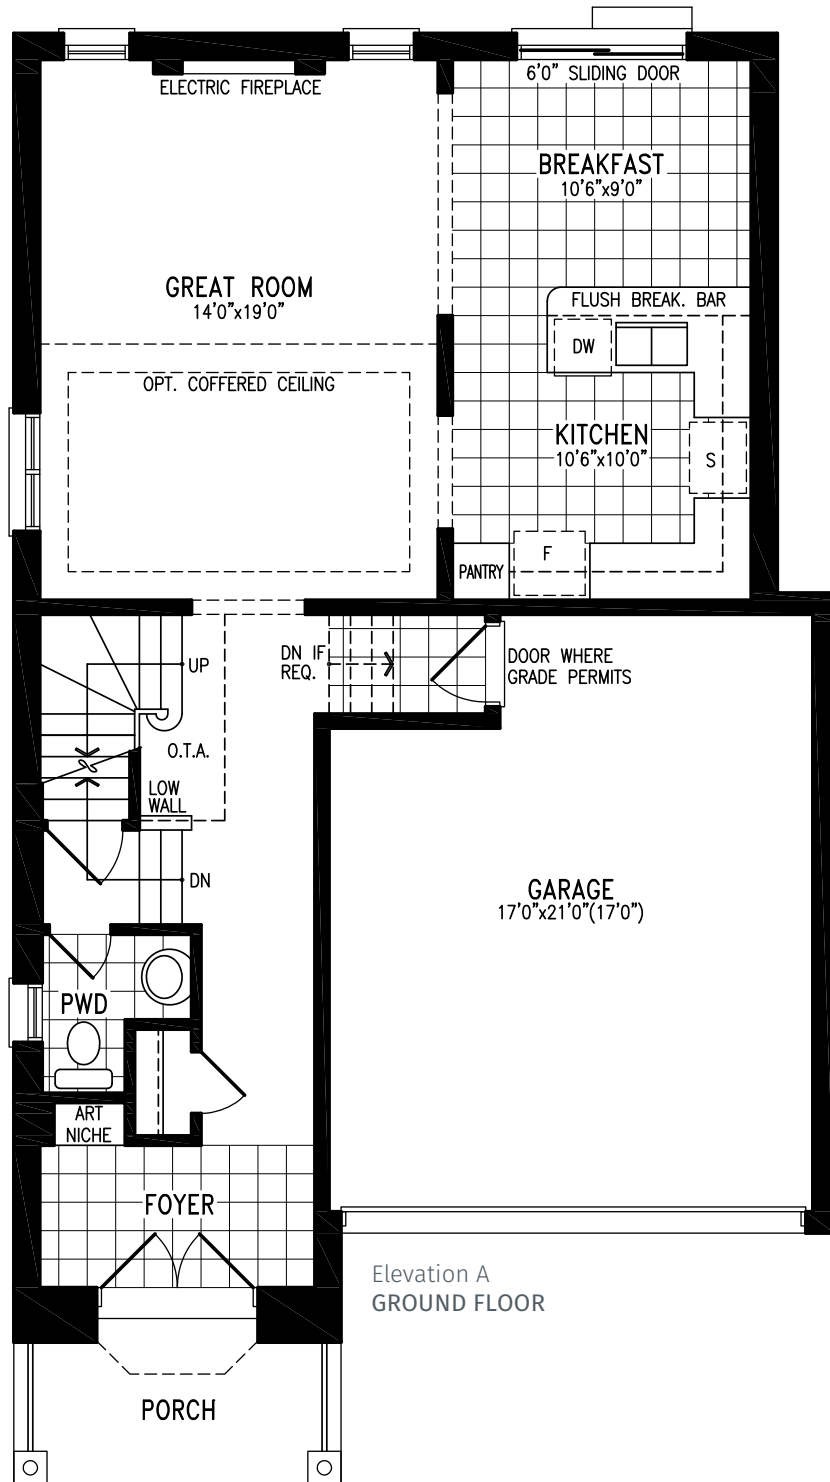 ELECTRIC FIREPLACE
6'0" SLIDING DOOR
BREAKFAST
10'6"x9'0"
GREAT ROOM
14'0"x19'0"
FLUSH BREAK. BAR
DW
OPT. COFFERED CEILING
KITCHEN
10'6"x10'0"
S
F
PANTRY
UP
DN IF
REQ.
DOOR WHERE
GRADE PERMITS
O.T.A.
LOW
WALL
DN
GARAGE
17'0"x21'0"(17'0")
PWD
ART
NICHE
FOYER
Elevation A
GROUND FLOOR
PORCH